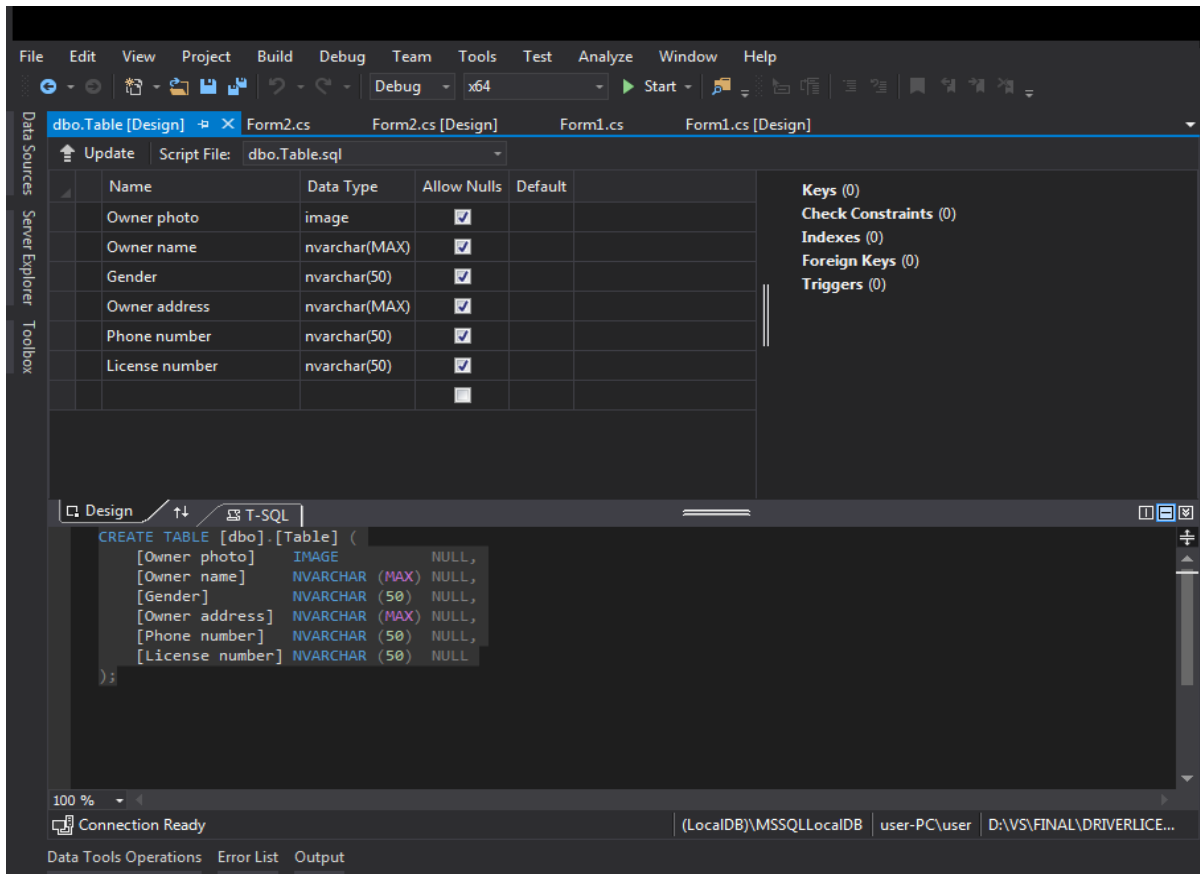 File Edit View Project Build Debug Team Tools Test Analyze Window Help
Debug x64 Start
Data Sources
Server Explorer
Toolbox
dbo.Table [Design] Form2.cs Form2.cs [Design] Form1.cs Form1.cs [Design]
Update Script File: dbo.Table.sql
Name Data Type Allow Nulls Default
Owner photo image
Owner name nvarchar(MAX)
Gender nvarchar(50)
Owner address nvarchar(MAX)
Phone number nvarchar(50)
License number nvarchar(50)
Keys (0)
Check Constraints (0)
Indexes (0)
Foreign Keys (0)
Triggers (0)
Design T-SQL
CREATE TABLE [dbo].[Table] (
[Owner photo] IMAGE NULL,
[Owner name] NVARCHAR (MAX) NULL,
[Gender] NVARCHAR (50) NULL,
[Owner address] NVARCHAR (MAX) NULL,
[Phone number] NVARCHAR (50) NULL,
[License number] NVARCHAR (50) NULL
);
100 %
Connection Ready (LocalDB)\MSSQLLocalDB user-PC\user D:\VS\FINAL\DRIVERLICE...
Data Tools Operations Error List Output